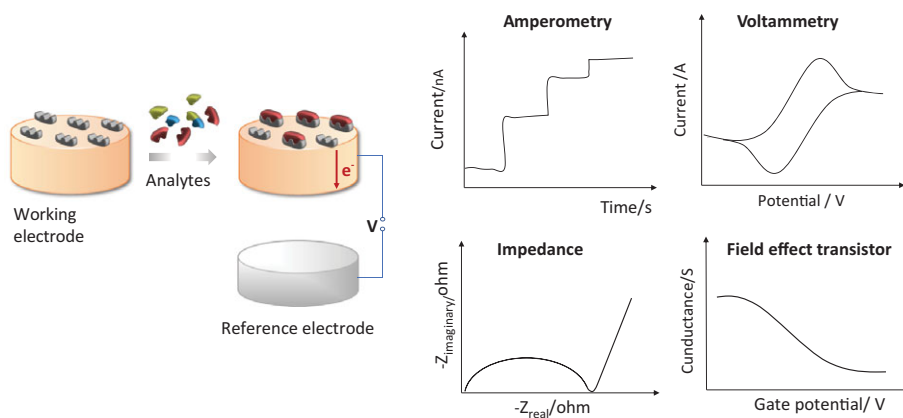 Working
electrode
Analytes
e-
V
Reference electrode
Amperometry
Current/nA
Time/s
Voltammetry
Current /A
Potential / V
Impedance
-Zimaginary/ohm
-Zreal/ohm
Field effect transistor
Cunductance/S
Gate potential/ V